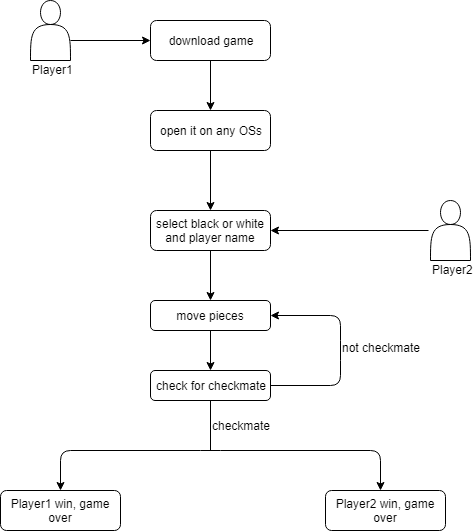 download game
Player1
open it on any OSs
select black or white
and player name
Player2
move pieces
not checkmate
check for checkmate
checkmate
Player1 win, game
over
Player2 win, game
over